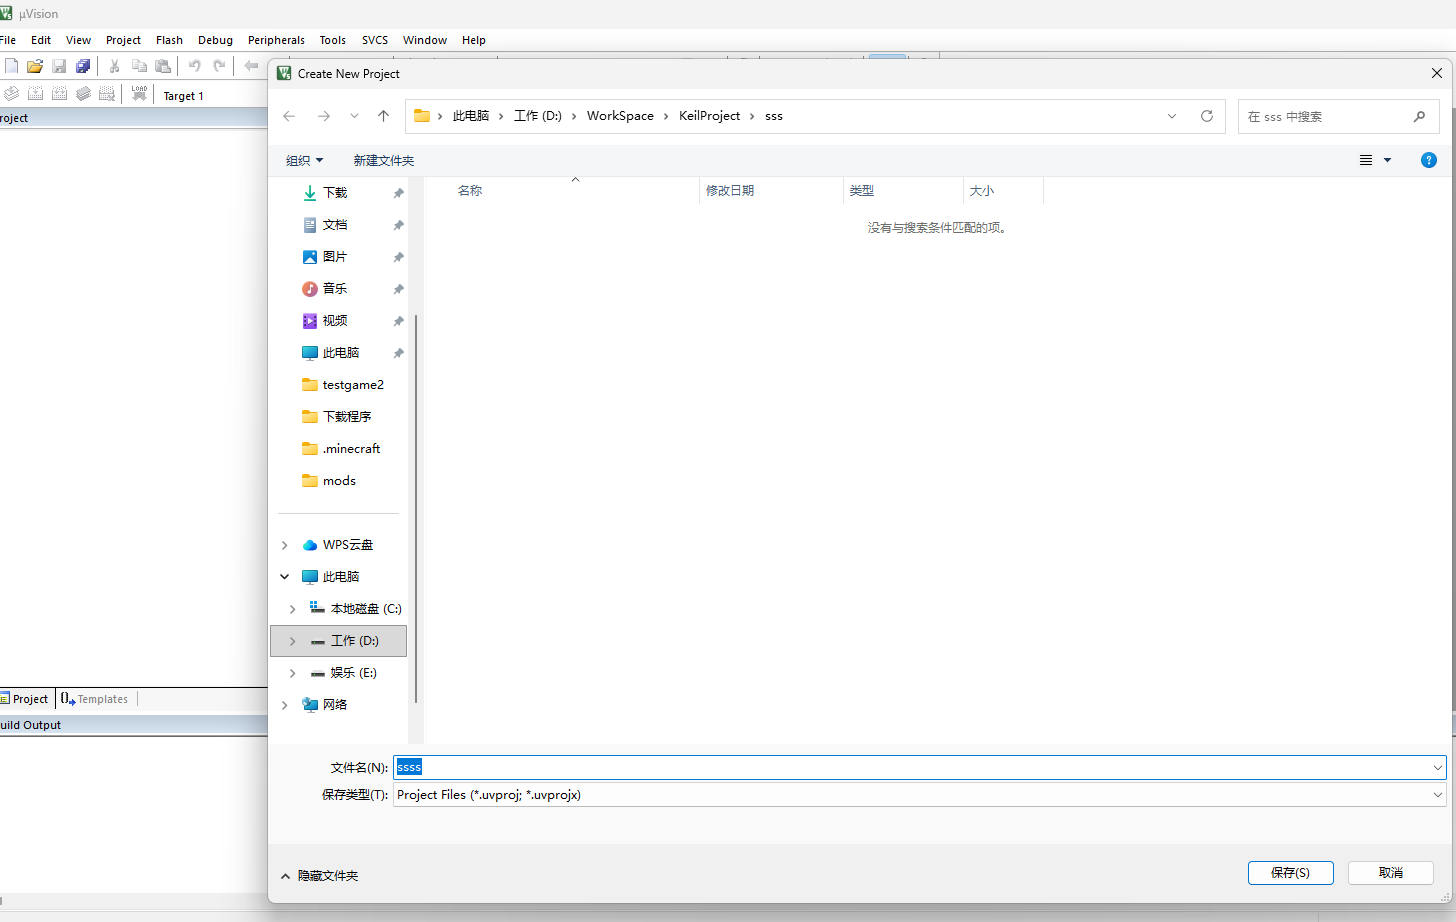 µVision
File Edit View Project Flash Debug Peripherals Tools SVCS Window Help
LOAD
Target 1
roject
Create New Project
此电脑 › 工作 (D:) › WorkSpace › KeilProject › sss
在 sss 中搜索
组织 新建文件夹
名称 修改日期 类型 大小
没有与搜索条件匹配的项。
下载
文档
图片
音乐
视频
此电脑
testgame2
下载程序
.minecraft
mods
WPS云盘
此电脑
本地磁盘 (C:)
工作 (D:)
娱乐 (E:)
网络
Project {} Templates
uild Output
文件名(N): ssss
保存类型(T): Project Files (*.uvproj; *.uvprojx)
隐藏文件夹
保存(S) 取消